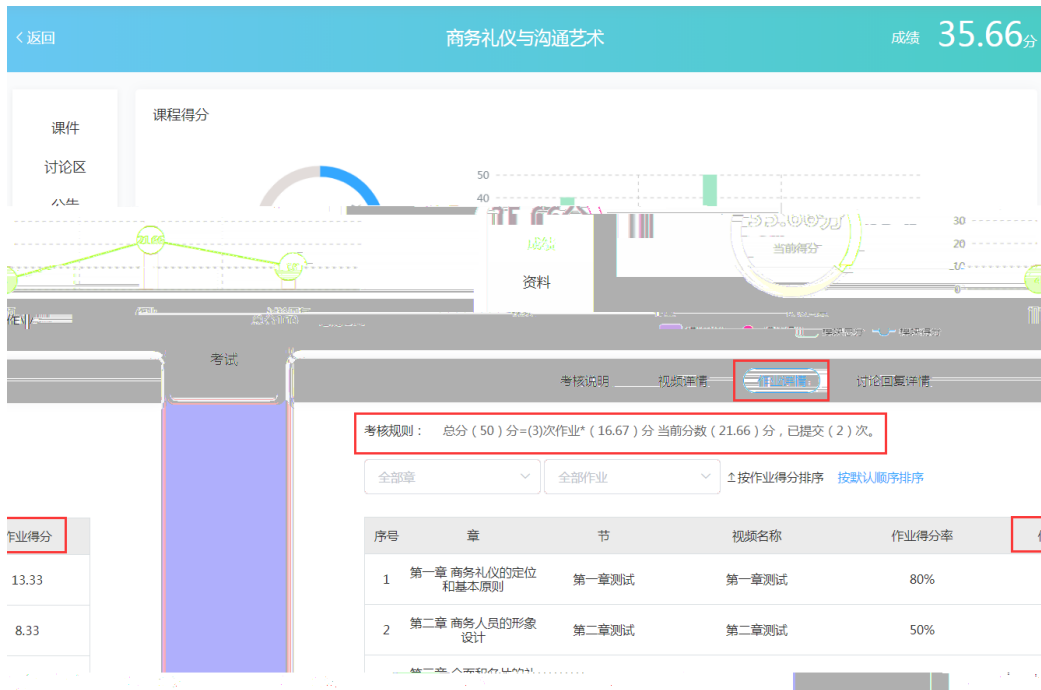 < 返回
商务礼仪与沟通艺术
成绩 35.66分
课件
讨论区
课程得分
50
40
30
20
10
0
当前得分
成绩
资料
考试
考核说明
视频详情
讨论回复详情
考核规则： 总分（50）分=(3)次作业*（16.67）分 当前分数（21.66）分，已提交（2）次。
全部章
全部作业
按作业得分排序
按默认顺序排序
序号 章 节 视频名称 作业得分率
作业得分
1 第一章 商务礼仪的定位和基本原则 第一章测试 第一章测试 80%
13.33
2 第二章 商务人员的形象设计 第二章测试 第二章测试 50%
8.33